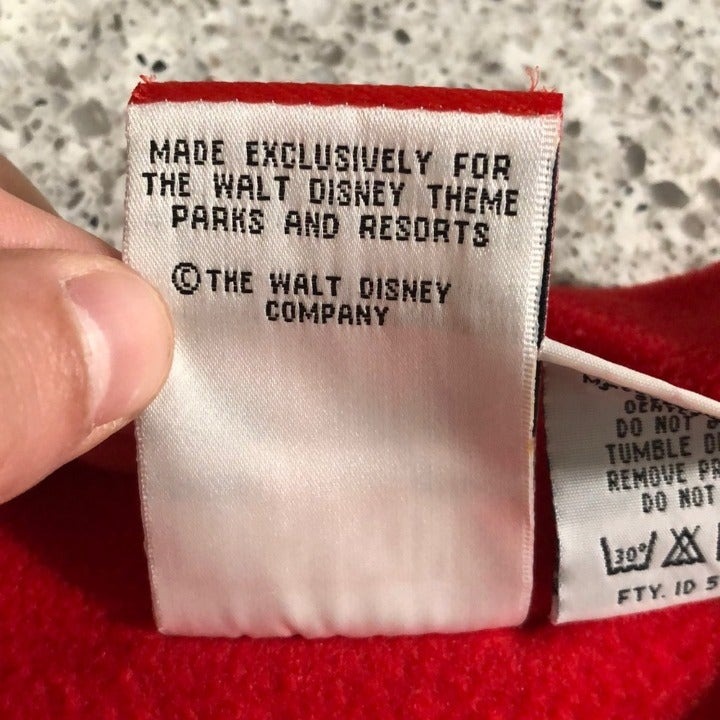 MADE EXCLUSIVELY FOR
THE WALT DISNEY THEME
PARKS AND RESORTS
© THE WALT DISNEY
COMPANY
DO NOT
TUMBLE
REMOVE
DO NOT
30°
FTY. ID 5